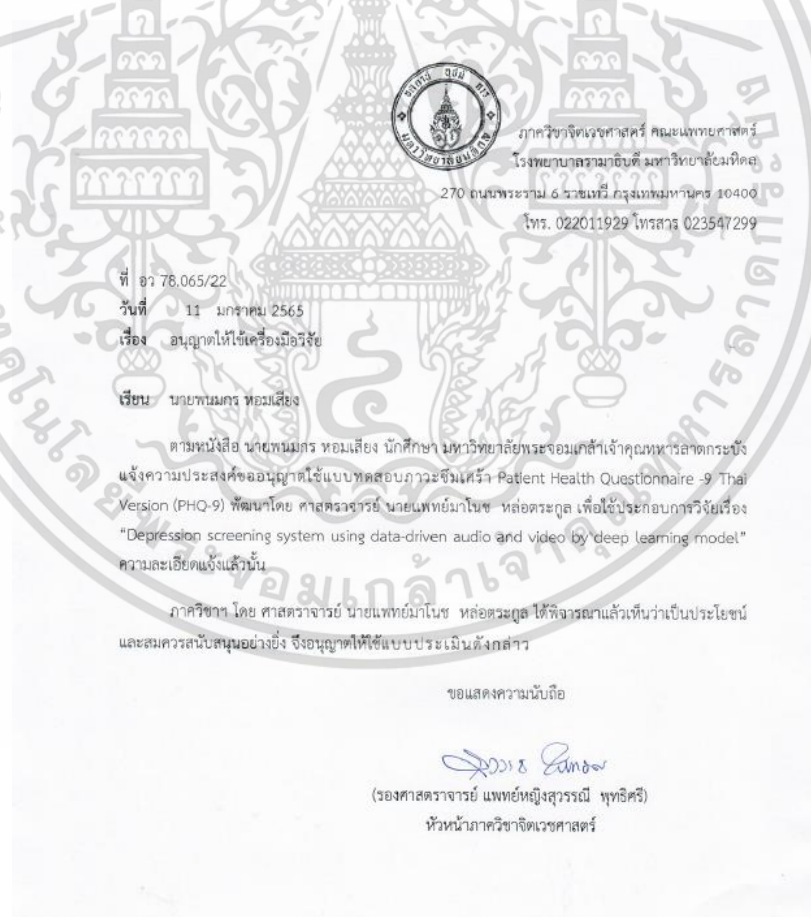 ภาควิชาจิตเวชศาสตร์ คณะแพทยศาสตร์
โรงพยาบาลรามาธิบดี มหาวิทยาลัยมหิดล
270 ถนนพระราม 6 ราชเทวี กรุงเทพมหานคร 10400
โทร. 022011929 โทรสาร 023547299
ที่ อว 78.065/22
วันที่ 11 มกราคม 2565
เรื่อง อนุญาตให้ใช้เครื่องมือวิจัย
เรียน นายพนมกร หอมเสียง
ตามหนังสือ นายพนมกร หอมเสียง นักศึกษา มหาวิทยาลัยพระจอมเกล้าเจ้าคุณทหารลาดกระบัง
แจ้งความประสงค์ขออนุญาตใช้แบบทดสอบภาวะซึมเศร้า Patient Health Questionnaire -9 Thai
Version (PHQ-9) พัฒนาโดย ศาสตราจารย์ นายแพทย์มาโนช หล่อตระกูล เพื่อใช้ประกอบการวิจัยเรื่อง
"Depression screening system using data-driven audio and video by deep learning model"
ความละเอียดแจ้งแล้วนั้น
ภาควิชาฯ โดย ศาสตราจารย์ นายแพทย์มาโนช หล่อตระกูล ได้พิจารณาแล้วเห็นว่าเป็นประโยชน์
และสมควรสนับสนุนอย่างยิ่ง จึงอนุญาตให้ใช้แบบประเมินดังกล่าว
ขอแสดงความนับถือ
(รองศาสตราจารย์ แพทย์หญิงสุวรรณี พุทธิศรี)
หัวหน้าภาควิชาจิตเวชศาสตร์